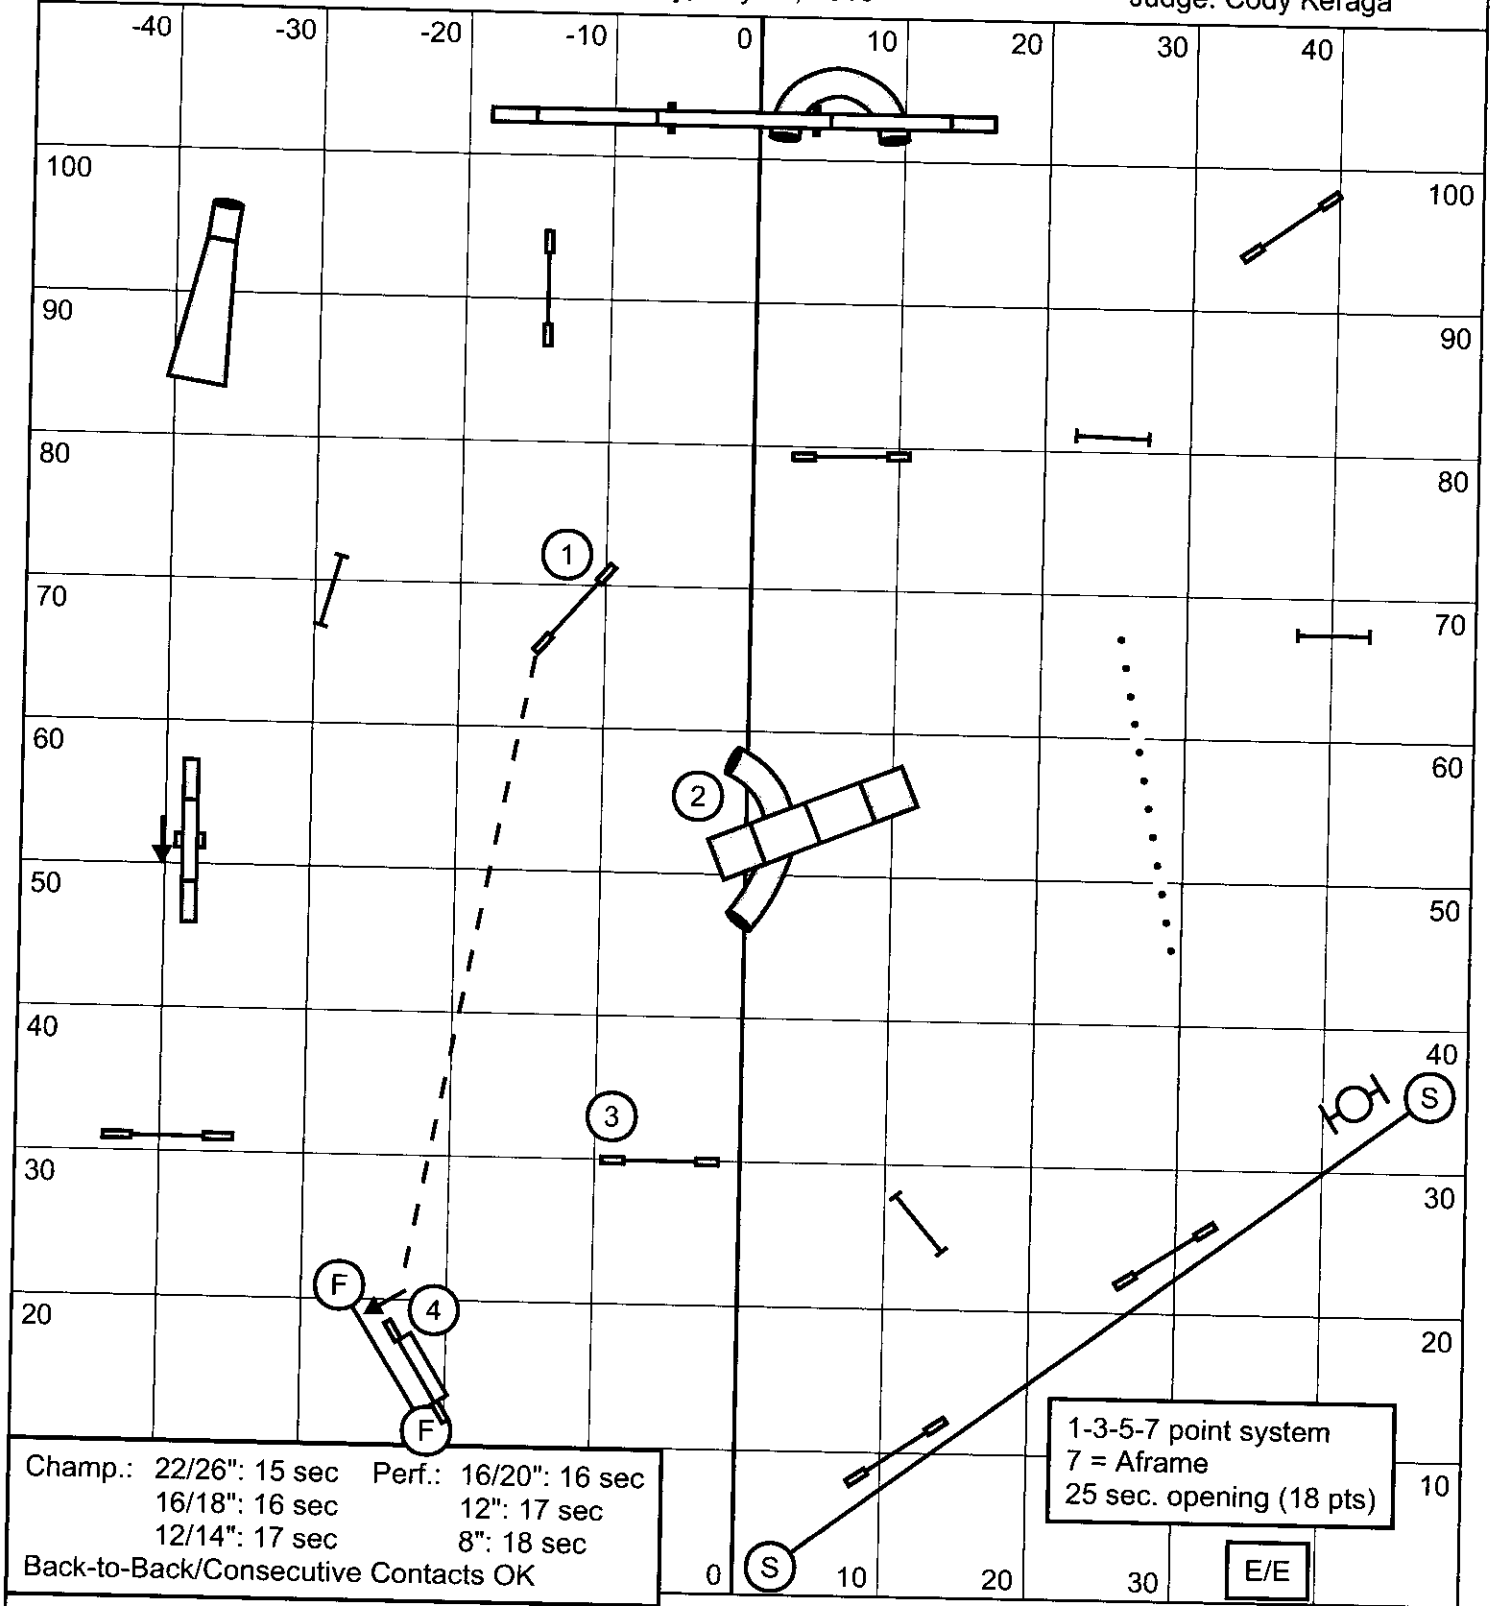 Judge: Cody Keraga
-40 -30 -20 -10 0 10 20 30 40
100 100
90 90
80 80
1
70 70
60 60
2
50 50
40 40
S
3
30 30
F
4
20 20
F
1-3-5-7 point system
7 = Aframe
25 sec. opening (18 pts)
10
Champ.: 22/26": 15 sec Perf.: 16/20": 16 sec
16/18": 16 sec 12": 17 sec
12/14": 17 sec 8": 18 sec
Back-to-Back/Consecutive Contacts OK
0 S 10 20 30 E/E